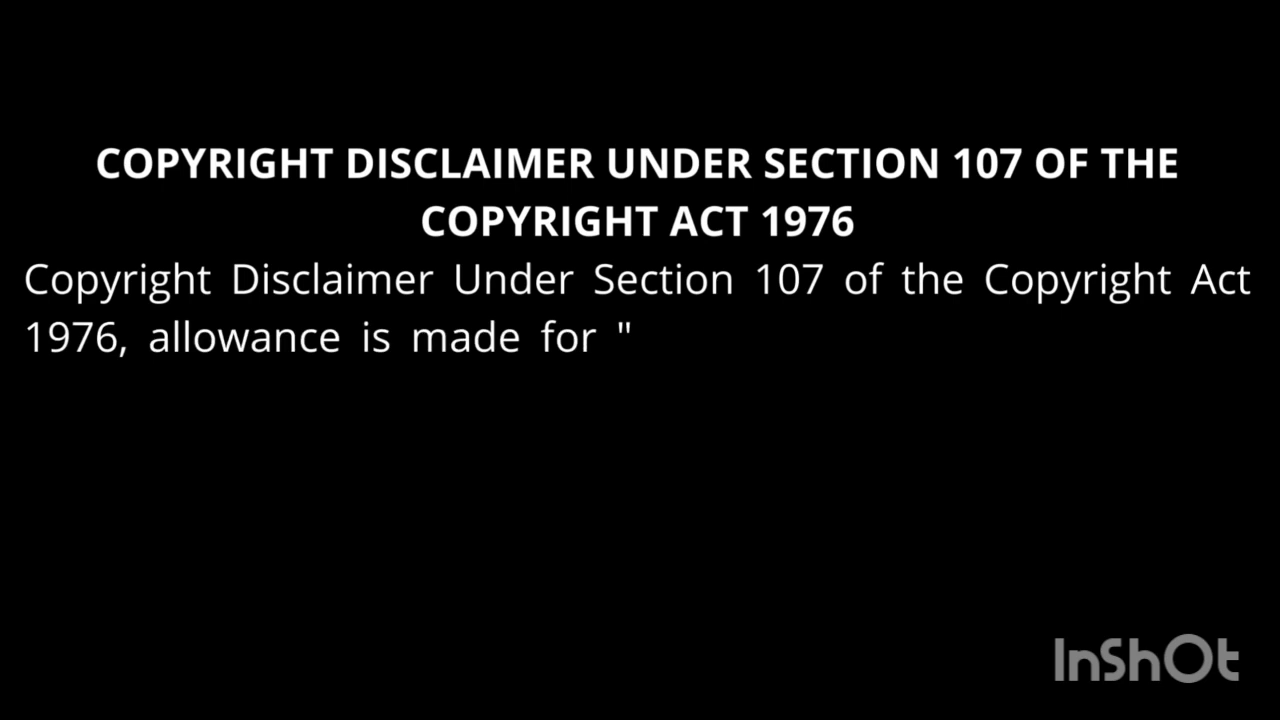 COPYRIGHT DISCLAIMER UNDER SECTION 107 OF THE
COPYRIGHT ACT 1976
Copyright Disclaimer Under Section 107 of the Copyright Act
1976, allowance is made for "
InShOt